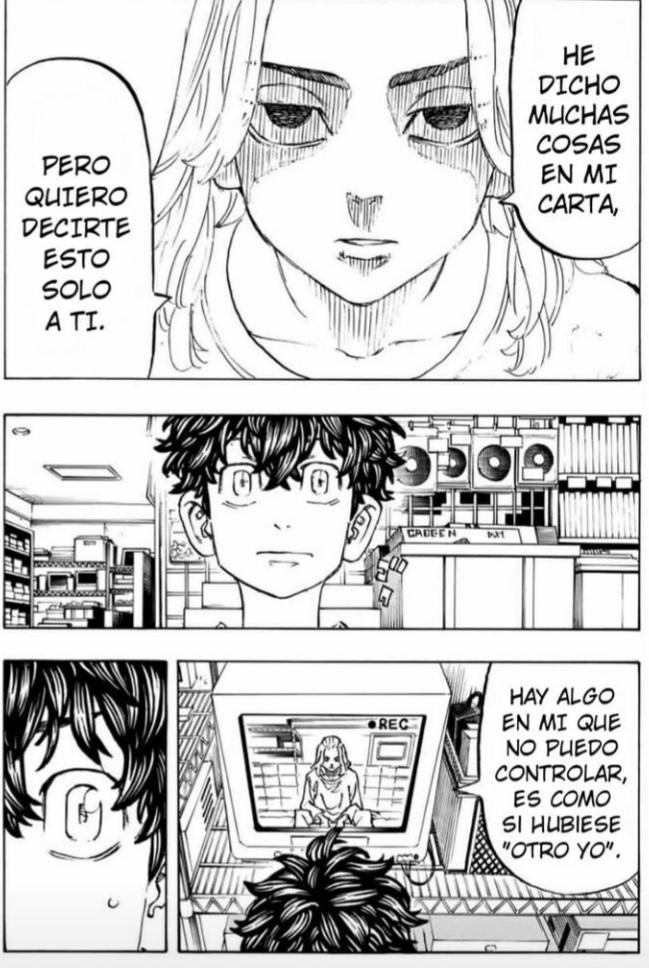 HE
DICHO
MUCHAS
COSAS
EN MI
CARTA,
PERO
QUIERO
DECIRTE
ESTO
SOLO
A TI.
REC
HAY ALGO
EN MI QUE
NO PUEDO
CONTROLAR,
ES COMO
SI HUBIESE
"OTRO YO".